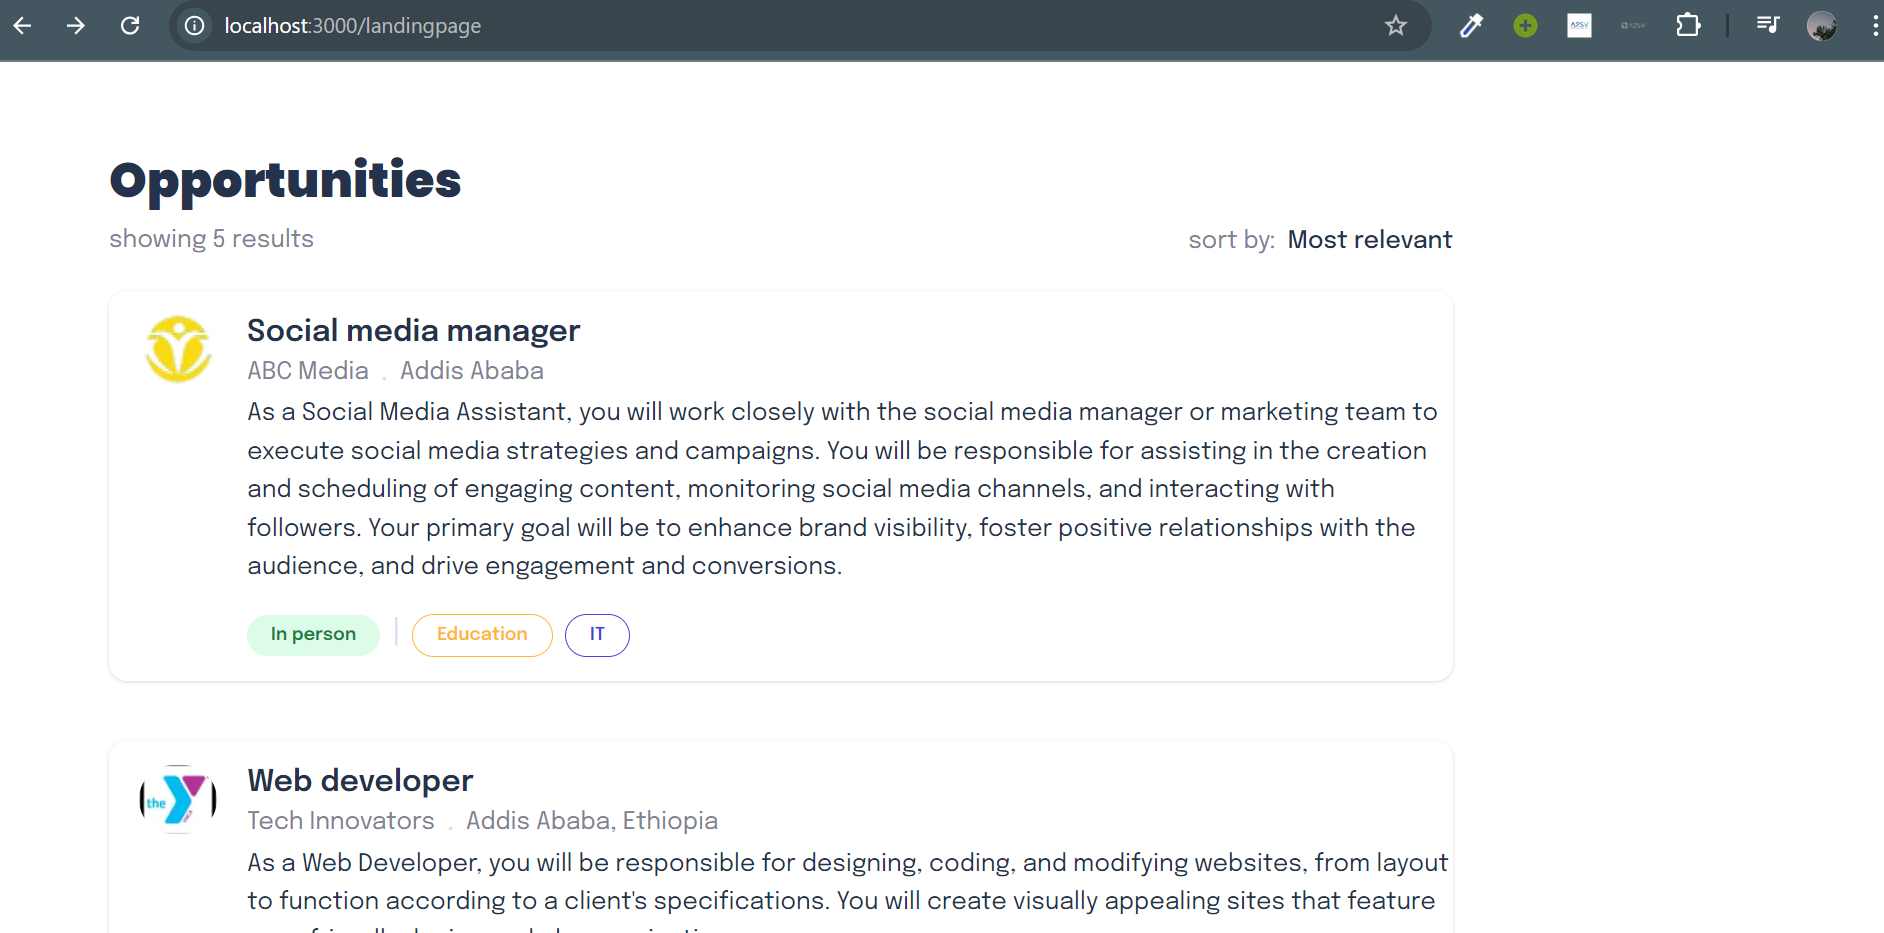 localhost:3000/landingpage
Opportunities
showing 5 results
sort by: Most relevant
Social media manager
ABC Media . Addis Ababa
As a Social Media Assistant, you will work closely with the social media manager or marketing team to
execute social media strategies and campaigns. You will be responsible for assisting in the creation
and scheduling of engaging content, monitoring social media channels, and interacting with
followers. Your primary goal will be to enhance brand visibility, foster positive relationships with the
audience, and drive engagement and conversions.
In person | Education IT
the
Web developer
Tech Innovators . Addis Ababa, Ethiopia
As a Web Developer, you will be responsible for designing, coding, and modifying websites, from layout
to function according to a client's specifications. You will create visually appealing sites that feature